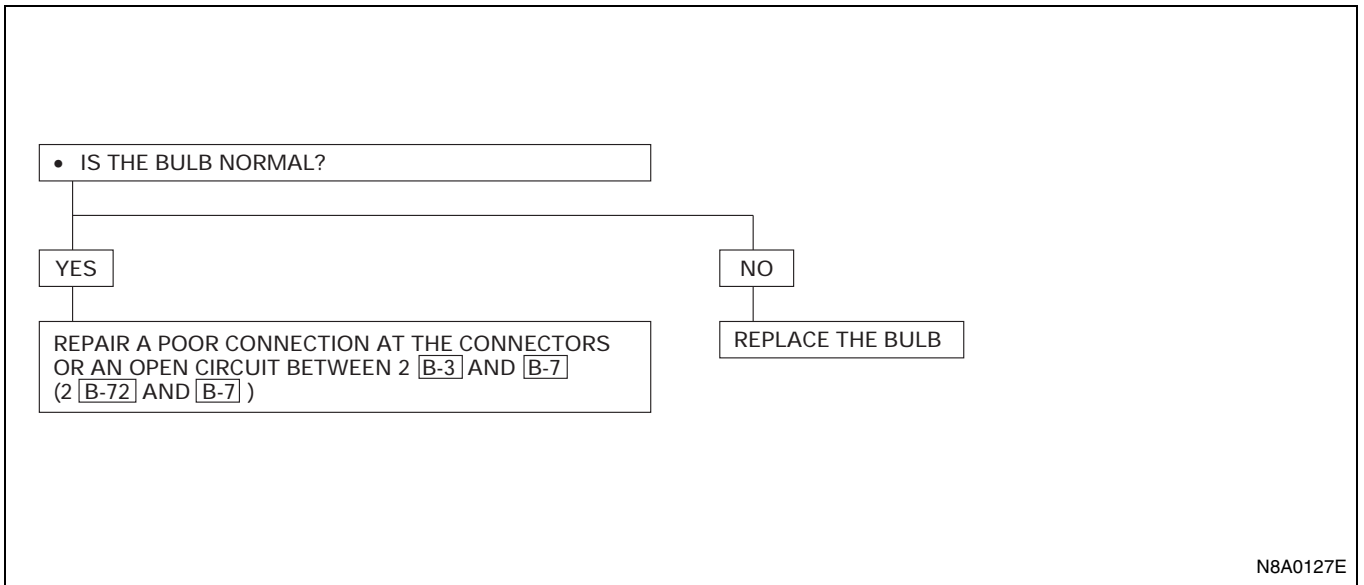 • IS THE BULB NORMAL?
YES
NO
REPAIR A POOR CONNECTION AT THE CONNECTORS
OR AN OPEN CIRCUIT BETWEEN 2 B-3 AND B-7
(2 B-72 AND B-7 )
REPLACE THE BULB
N8A0127E